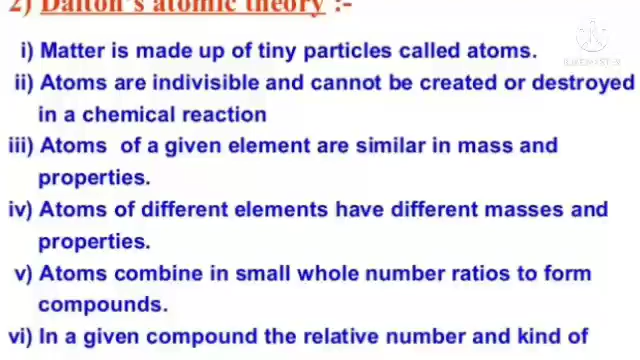 2) Dalton's atomic theory :-
i) Matter is made up of tiny particles called atoms.
ii) Atoms are indivisible and cannot be created or destroyed
in a chemical reaction
iii) Atoms of a given element are similar in mass and
properties.
iv) Atoms of different elements have different masses and
properties.
v) Atoms combine in small whole number ratios to form
compounds.
vi) In a given compound the relative number and kind of